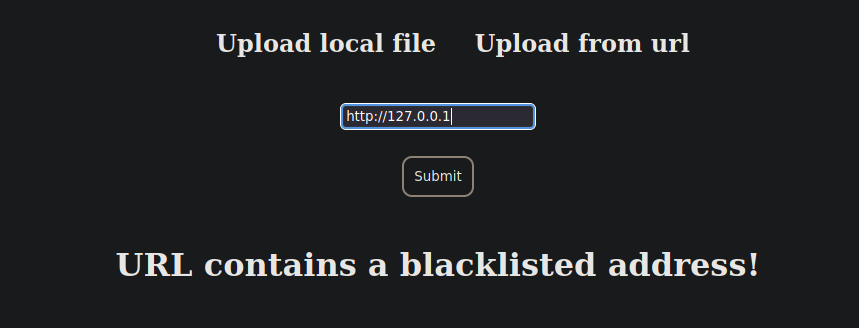 Upload local file Upload from url
http://127.0.0.1
Submit
URL contains a blacklisted address!